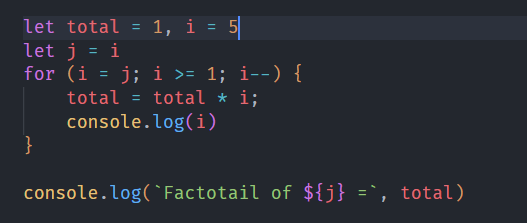 let total = 1, i = 5
let j = i
for (i = j; i >= 1; i--) {
    total = total * i;
    console.log(i)
}
console.log(`Factotail of ${j} =`, total)